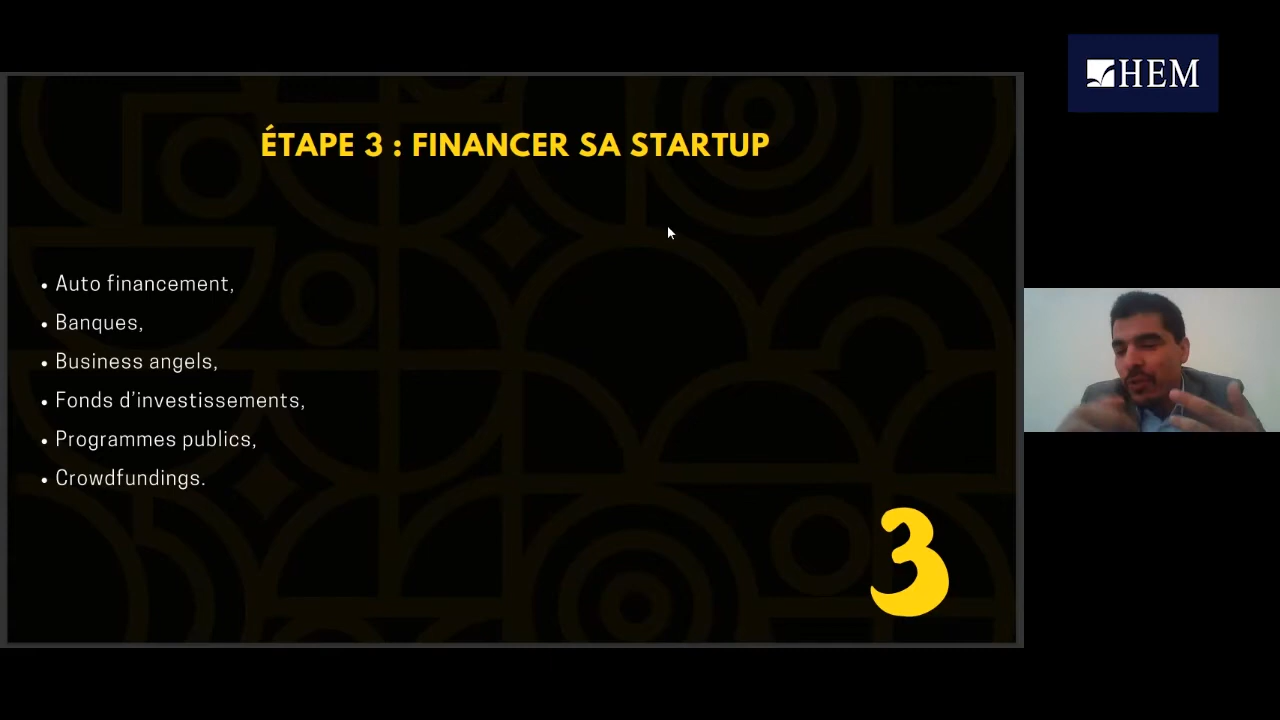 HEM
ÉTAPE 3 : FINANCER SA STARTUP
• Auto financement,
• Banques,
• Business angels,
• Fonds d’investissements,
• Programmes publics,
• Crowdfundings.
3